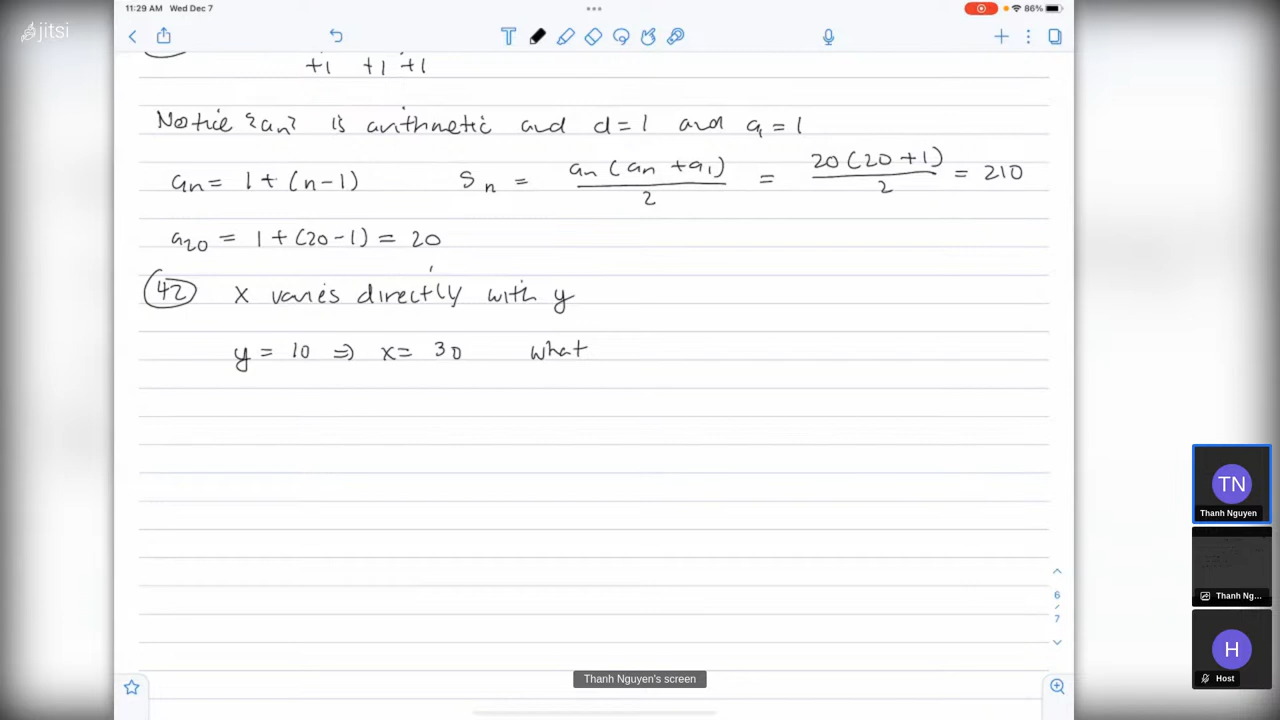 11:29 AM Wed Dec 7
86%
jitsi
+1 +1 +1
Notice {an} is arithmetic and d=1 and a1=1
an = 1+(n-1) Sn = an(an+a1)/2 = 20(20+1)/2 = 210
a20 = 1+(20-1) = 20
42 X varies directly with y
y = 10 ⇒ x= 30 what
6/7
TN
Thanh Nguyen
Thanh Ng...
H
Host
Thanh Nguyen's screen